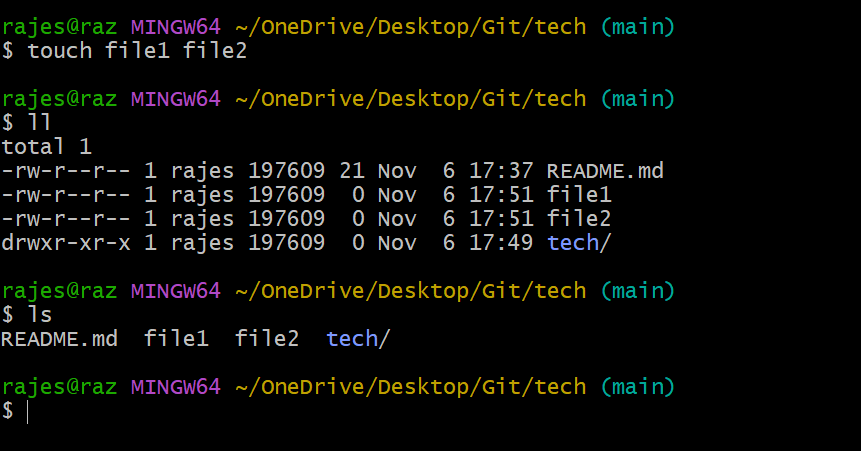 rajes@raz MINGW64 ~/OneDrive/Desktop/Git/tech (main)
$ touch file1 file2
rajes@raz MINGW64 ~/OneDrive/Desktop/Git/tech (main)
$ ll
total 1
-rw-r--r-- 1 rajes 197609 21 Nov  6 17:37 README.md
-rw-r--r-- 1 rajes 197609  0 Nov  6 17:51 file1
-rw-r--r-- 1 rajes 197609  0 Nov  6 17:51 file2
drwxr-xr-x 1 rajes 197609  0 Nov  6 17:49 tech/
rajes@raz MINGW64 ~/OneDrive/Desktop/Git/tech (main)
$ ls
README.md  file1  file2  tech/
rajes@raz MINGW64 ~/OneDrive/Desktop/Git/tech (main)
$